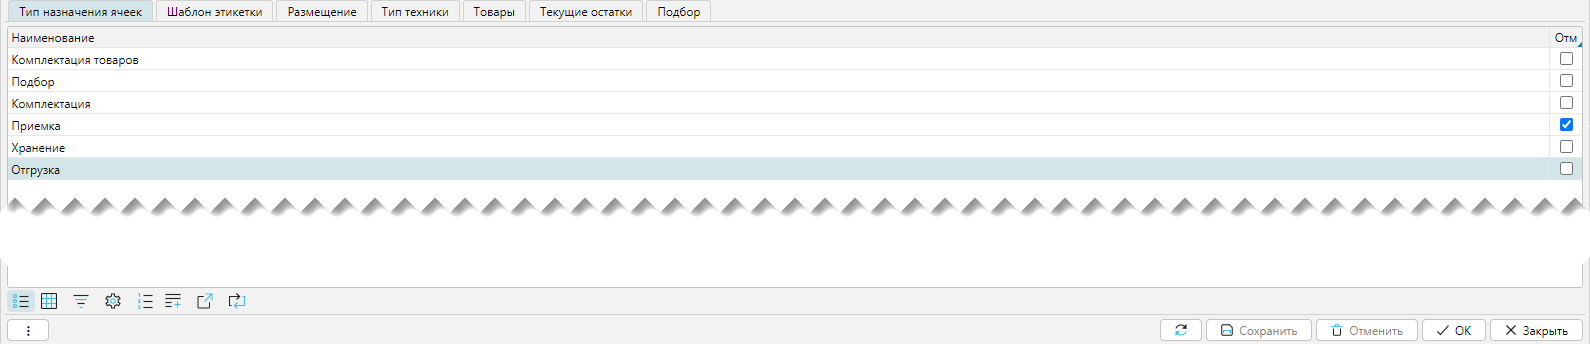 Тип назначения ячеек Шаблон этикетки Размещение Тип техники Товары Текущие остатки Подбор
Наименование Отм
Комплектация товаров
Подбор
Комплектация
Приемка
Хранение
Отгрузка
Сохранить Отменить ОК Закрыть